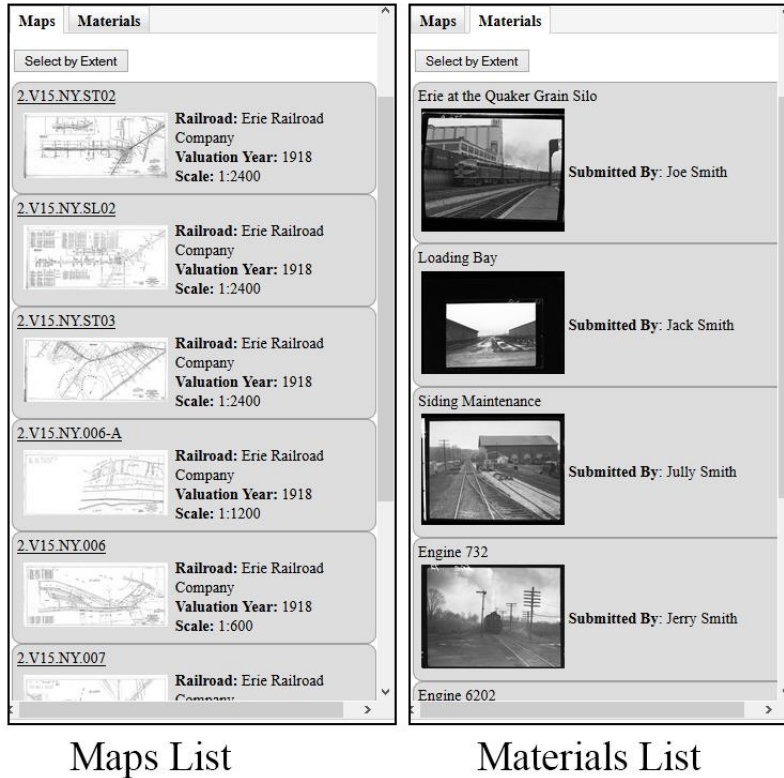 Maps Materials
Select by Extent
2.V15.NY.ST02
Railroad: Erie Railroad
Company
Valuation Year: 1918
Scale: 1:2400
2.V15.NY.SL02
Railroad: Erie Railroad
Company
Valuation Year: 1918
Scale: 1:2400
2.V15.NY.ST03
Railroad: Erie Railroad
Company
Valuation Year: 1918
Scale: 1:2400
2.V15.NY.006-A
Railroad: Erie Railroad
Company
Valuation Year: 1918
Scale: 1:1200
2.V15.NY.006
Railroad: Erie Railroad
Company
Valuation Year: 1918
Scale: 1:600
2.V15.NY.007
Railroad: Erie Railroad
Company
Maps List
Maps Materials
Select by Extent
Erie at the Quaker Grain Silo
Submitted By: Joe Smith
Loading Bay
Submitted By: Jack Smith
Siding Maintenance
Submitted By: Jully Smith
Engine 732
Submitted By: Jerry Smith
Engine 6202
Materials List